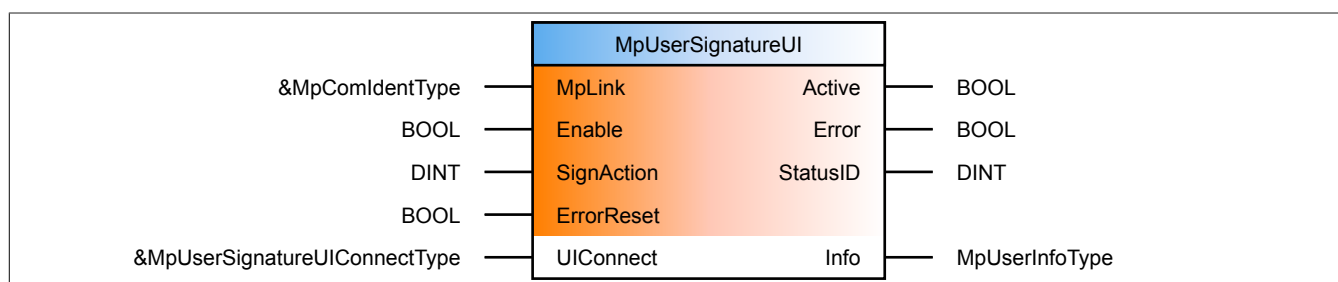 MpUserSignatureUI
&MpComIdentType MpLink Active BOOL
BOOL Enable Error BOOL
DINT SignAction StatusID DINT
BOOL ErrorReset
&MpUserSignatureUIConnectType UIConnect Info MpUserInfoType